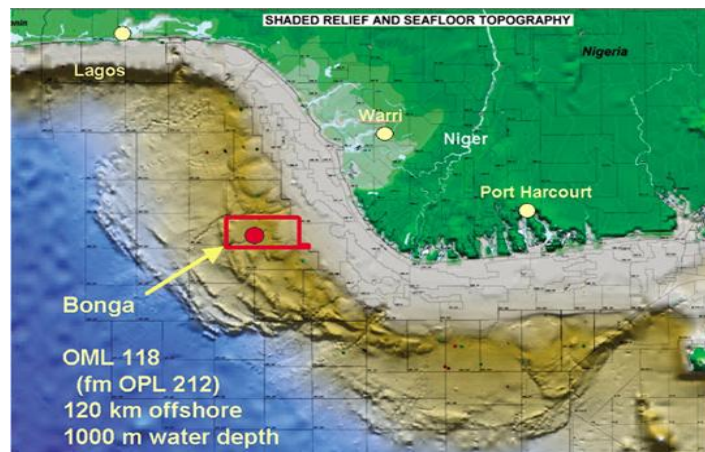 SHADED RELIEF AND SEAFLOOR TOPOGRAPHY
Nigeria
Lagos
Warri
Niger
Port Harcourt
Bonga
OML 118
(fm OPL 212)
120 km offshore
1000 m water depth